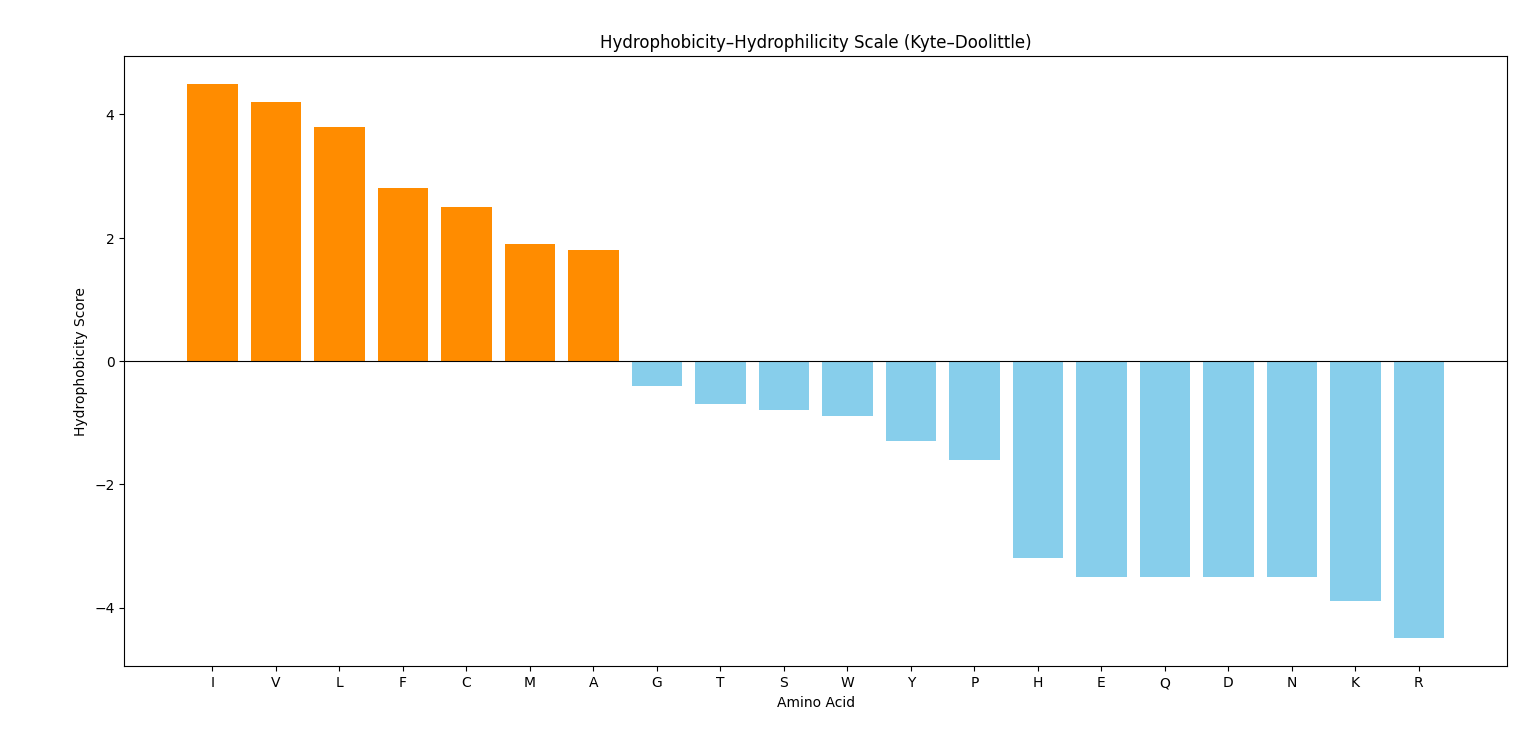 Hydrophobicity–Hydrophilicity Scale (Kyte–Doolittle)
Hydrophobicity Score
4
2
0
−2
−4
I V L F C M A G T S W Y P H E Q D N K R
Amino Acid